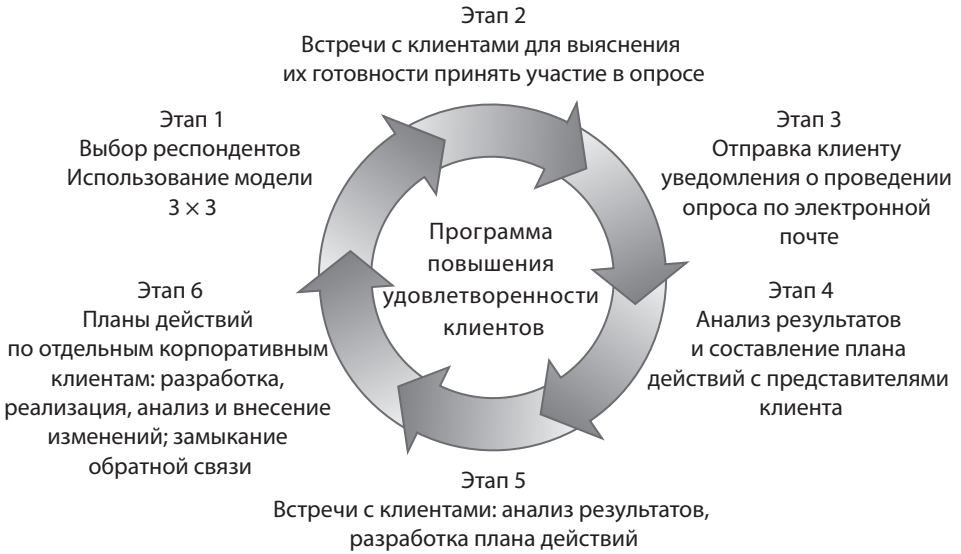 Этап 1
Выбор респондентов
Использование модели
3 × 3
Этап 2
Встречи с клиентами для выяснения
их готовности принять участие в опросе
Этап 3
Отправка клиенту
уведомления о проведении
опроса по электронной
почте
Этап 4
Анализ результатов
и составление плана
действий с представителями
клиента
Этап 5
Встречи с клиентами: анализ результатов,
разработка плана действий
Этап 6
Планы действий
по отдельным корпоративным
клиентам: разработка,
реализация, анализ и внесение
изменений; замыкание
обратной связи
Программа
повышения
удовлетворенности
клиентов